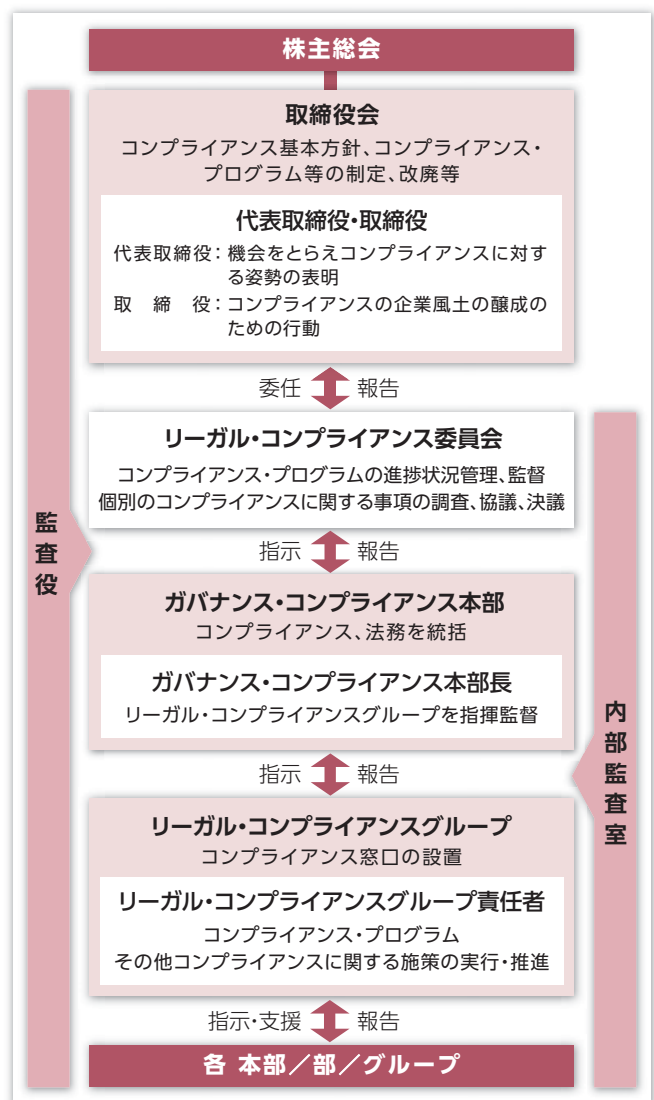 株主総会
取締役会
コンプライアンス基本方針、コンプライアンス・
プログラム等の制定、改廃等
代表取締役・取締役
代表取締役：機会をとらえコンプライアンスに対す
る姿勢の表明
取　締　役：コンプライアンスの企業風土の醸成の
ための行動
委任 報告
リーガル・コンプライアンス委員会
コンプライアンス・プログラムの進捗状況管理、監督
個別のコンプライアンスに関する事項の調査、協議、決議
指示 報告
ガバナンス・コンプライアンス本部
コンプライアンス、法務を統括
ガバナンス・コンプライアンス本部長
リーガル・コンプライアンスグループを指揮監督
指示 報告
リーガル・コンプライアンスグループ
コンプライアンス窓口の設置
リーガル・コンプライアンスグループ責任者
コンプライアンス・プログラム
その他コンプライアンスに関する施策の実行・推進
指示・支援 報告
各 本部／部／グループ
監査役
内部監査室